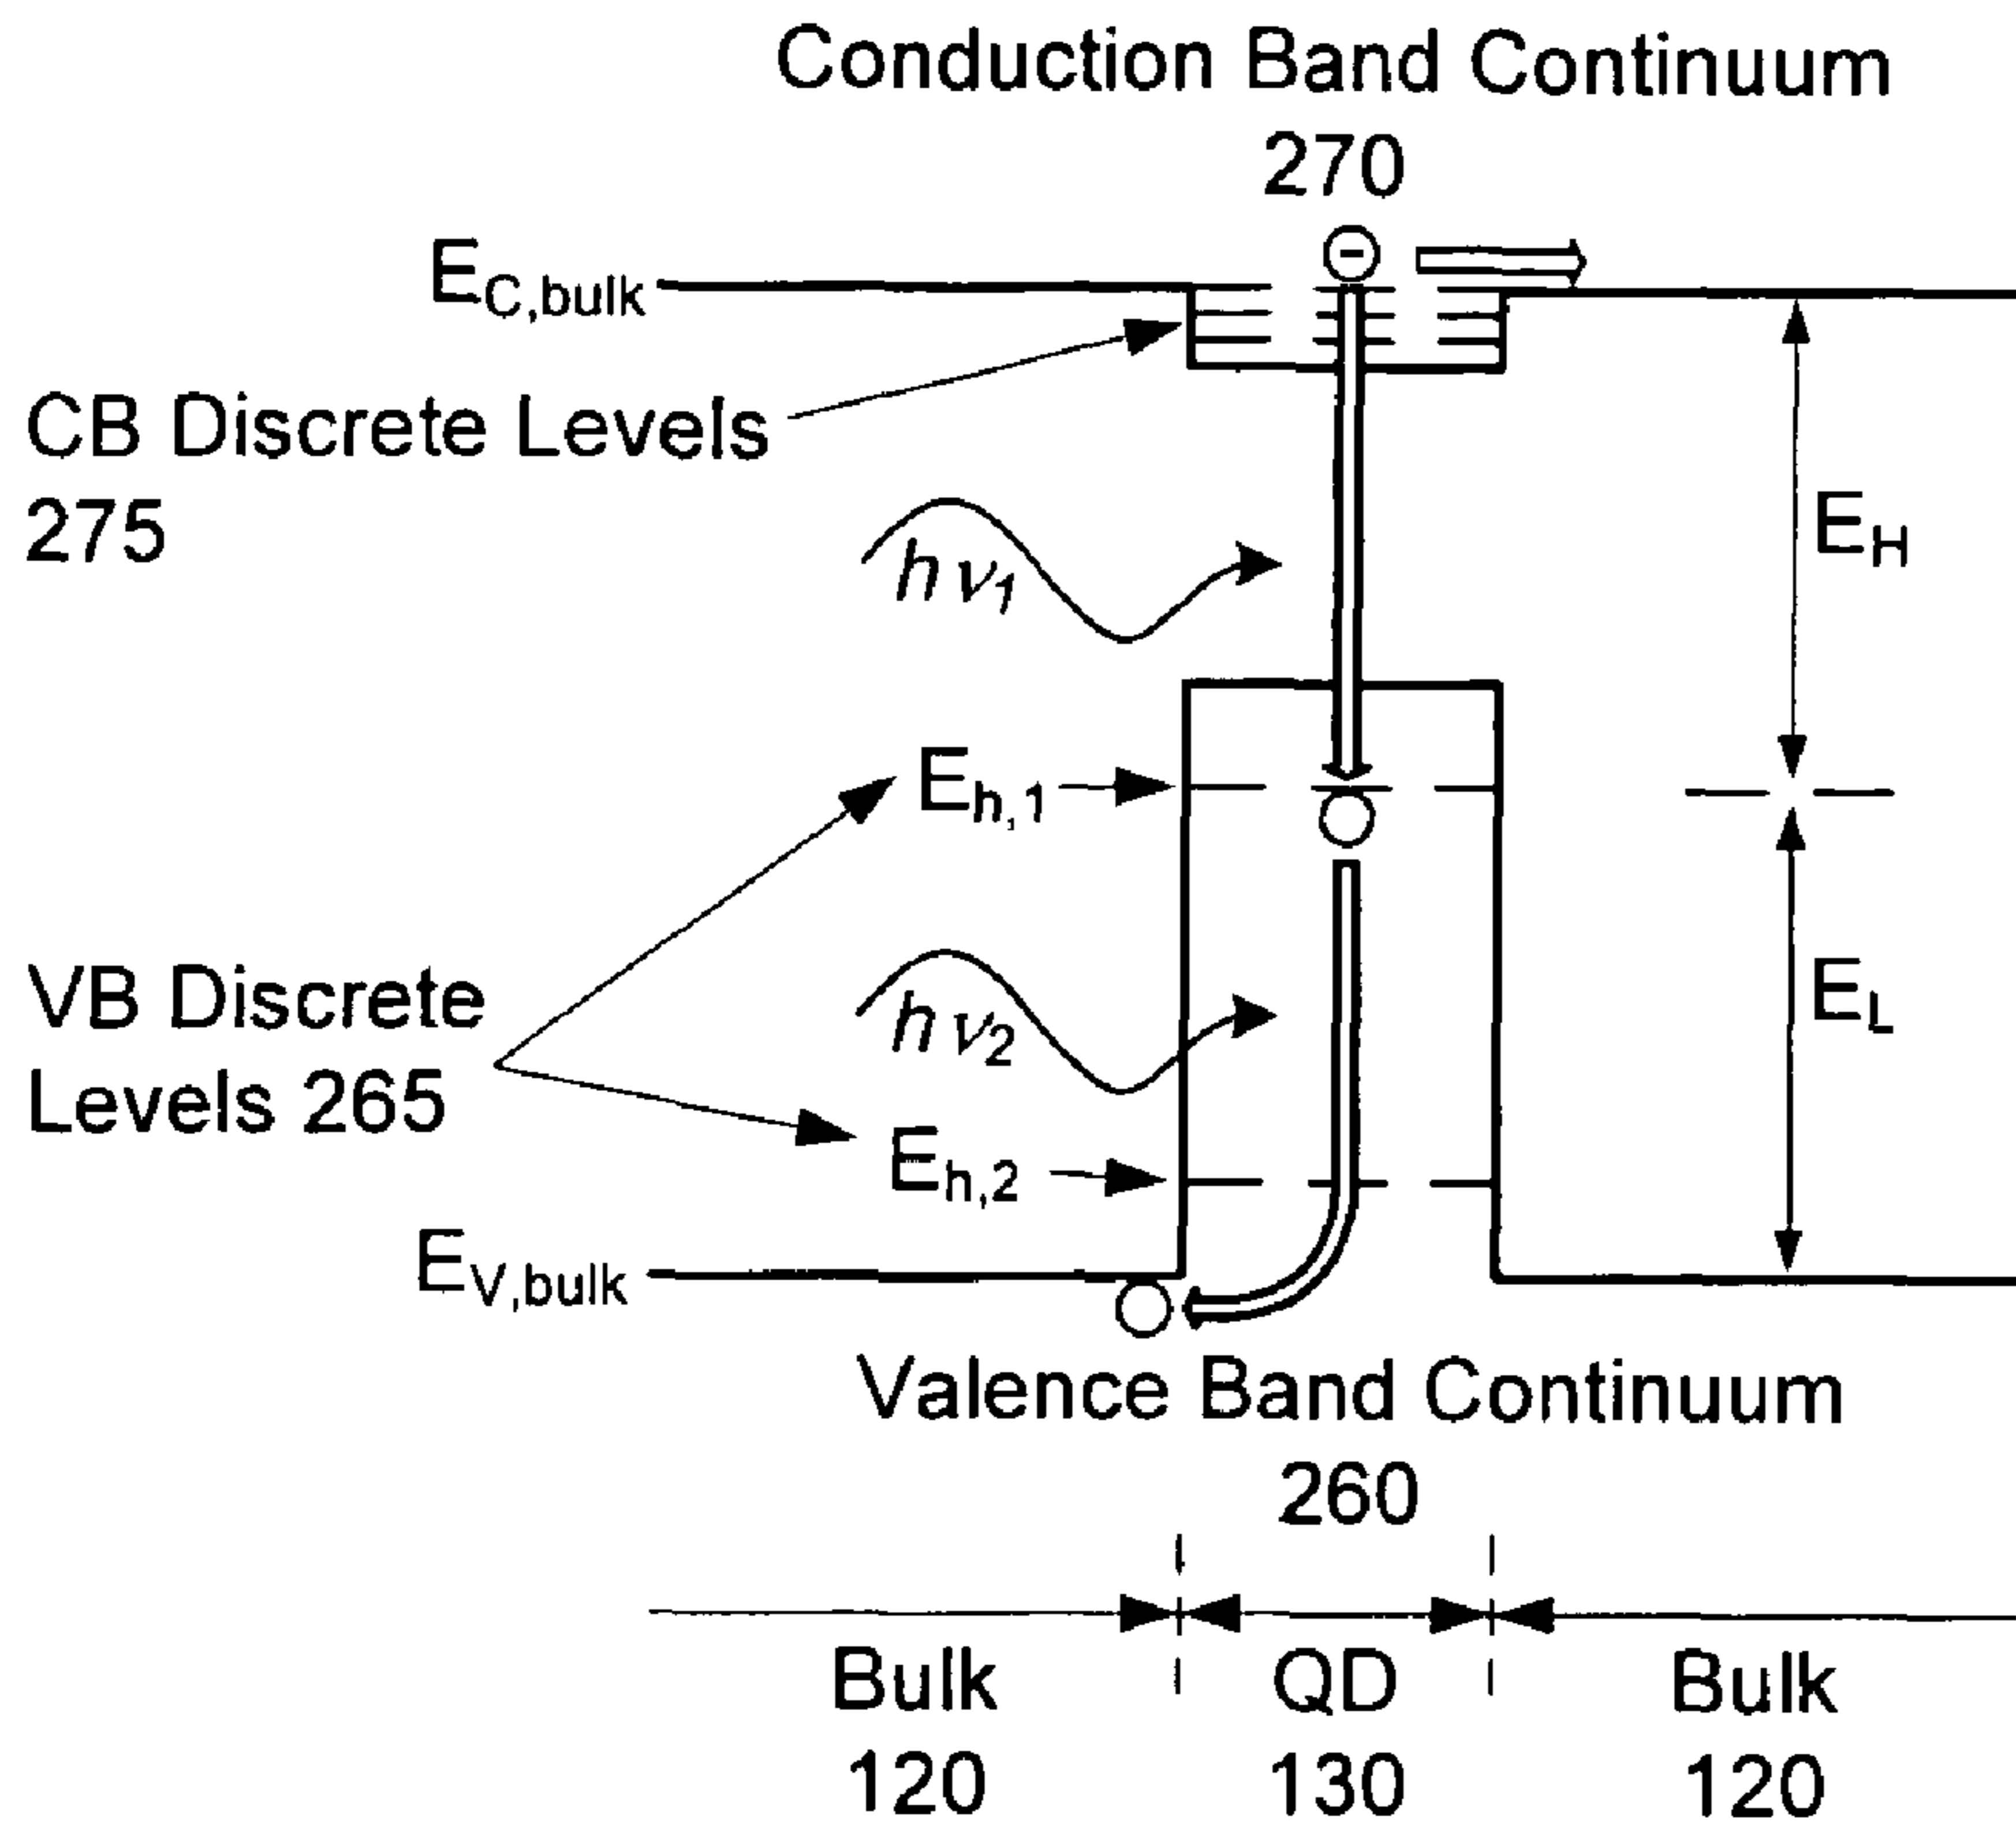 Conduction Band Continuum
270
E_C,bulk
CB Discrete Levels
275
hν1
E_H
E_h,1
VB Discrete
Levels 265
hν2
E_L
E_h,2
E_V,bulk
Valence Band Continuum
260
Bulk QD Bulk
120 130 120